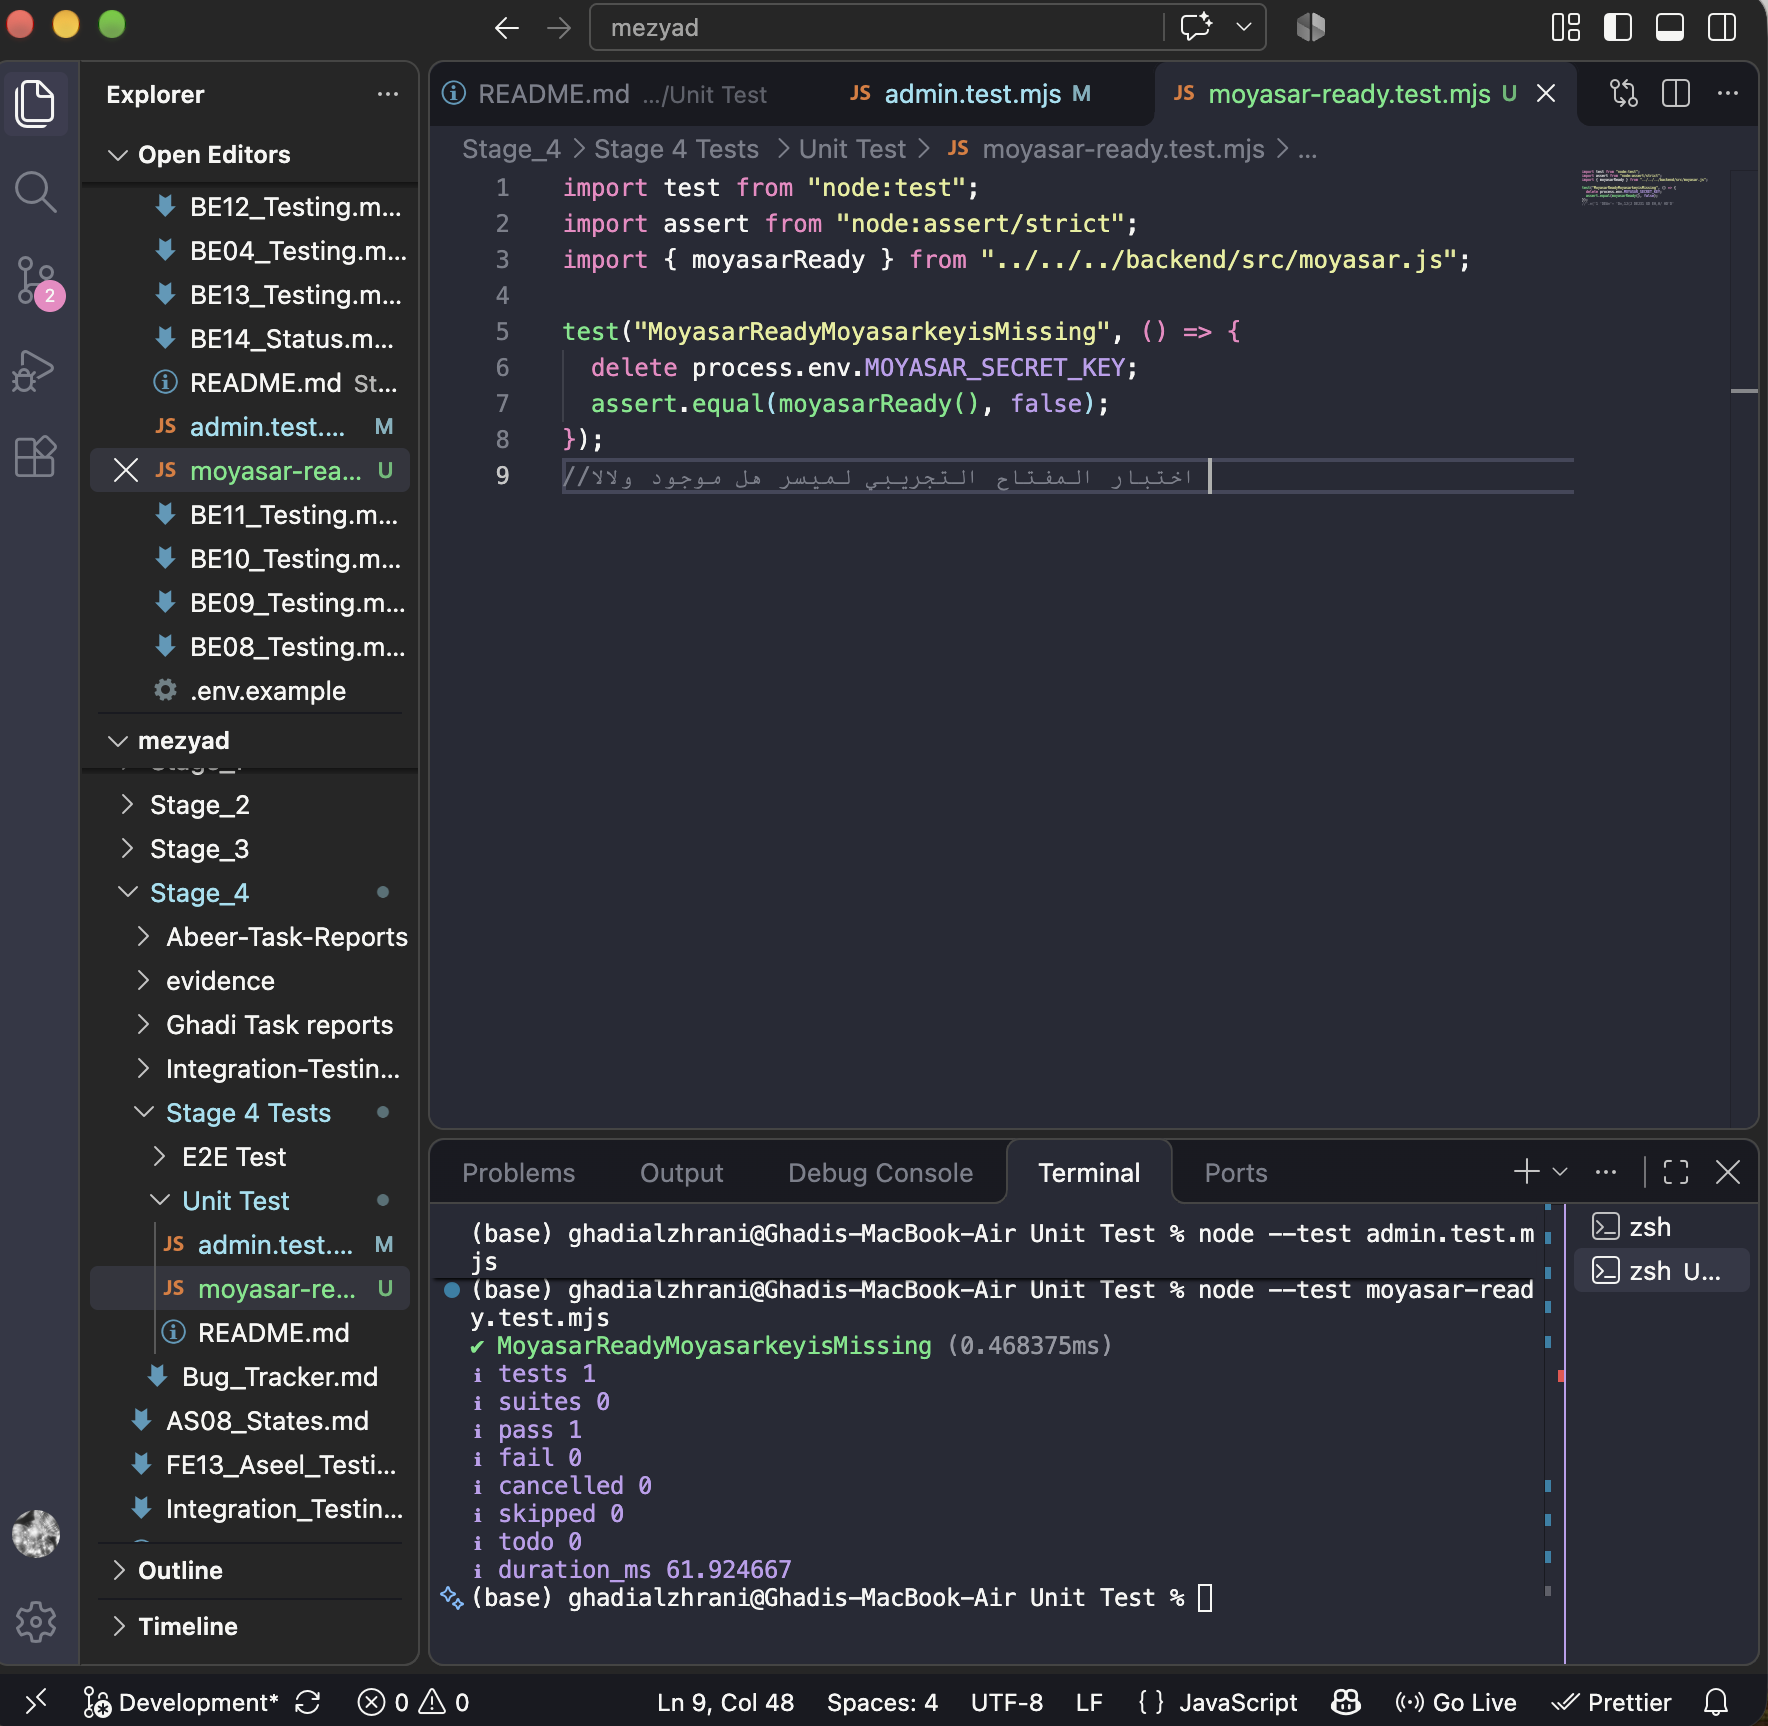 mezyad
Explorer
Open Editors
BE12_Testing.m...
BE04_Testing.m...
BE13_Testing.m...
BE14_Status.m...
README.md St...
JS admin.test.... M
JS moyasar-rea... U
BE11_Testing.m...
BE10_Testing.m...
BE09_Testing.m...
BE08_Testing.m...
.env.example
mezyad
Stage_2
Stage_3
Stage_4
Abeer-Task-Reports
evidence
Ghadi Task reports
Integration-Testin...
Stage 4 Tests
E2E Test
Unit Test
JS admin.test.... M
JS moyasar-re... U
README.md
Bug_Tracker.md
AS08_States.md
FE13_Aseel_Testi...
Integration_Testin...
Outline
Timeline
2
README.md .../Unit Test
JS admin.test.mjs M
JS moyasar-ready.test.mjs U
Stage_4 > Stage 4 Tests > Unit Test > JS moyasar-ready.test.mjs > ...
1 import test from "node:test";
2 import assert from "node:assert/strict";
3 import { moyasarReady } from "../../../backend/src/moyasar.js";
4
5 test("MoyasarReadyMoyasarkeyisMissing", () => {
6 delete process.env.MOYASAR_SECRET_KEY;
7 assert.equal(moyasarReady(), false);
8 });
9 //اختبار المفتاح التجريبي لميسر هل موجود ولالا
Problems Output Debug Console Terminal Ports
(base) ghadialzhrani@Ghadis-MacBook-Air Unit Test % node --test admin.test.m
js
(base) ghadialzhrani@Ghadis-MacBook-Air Unit Test % node --test moyasar-read
y.test.mjs
✔ MoyasarReadyMoyasarkeyisMissing (0.468375ms)
ℹ tests 1
ℹ suites 0
ℹ pass 1
ℹ fail 0
ℹ cancelled 0
ℹ skipped 0
ℹ todo 0
ℹ duration_ms 61.924667
(base) ghadialzhrani@Ghadis-MacBook-Air Unit Test %
zsh
zsh U...
Development* 0 0 Ln 9, Col 48 Spaces: 4 UTF-8 LF {} JavaScript Go Live Prettier